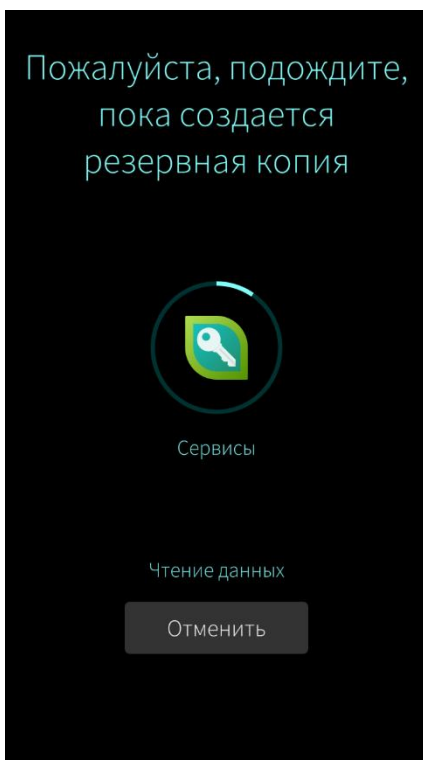 Пожалуйста, подождите,
пока создается
резервная копия
Сервисы
Чтение данных
Отменить